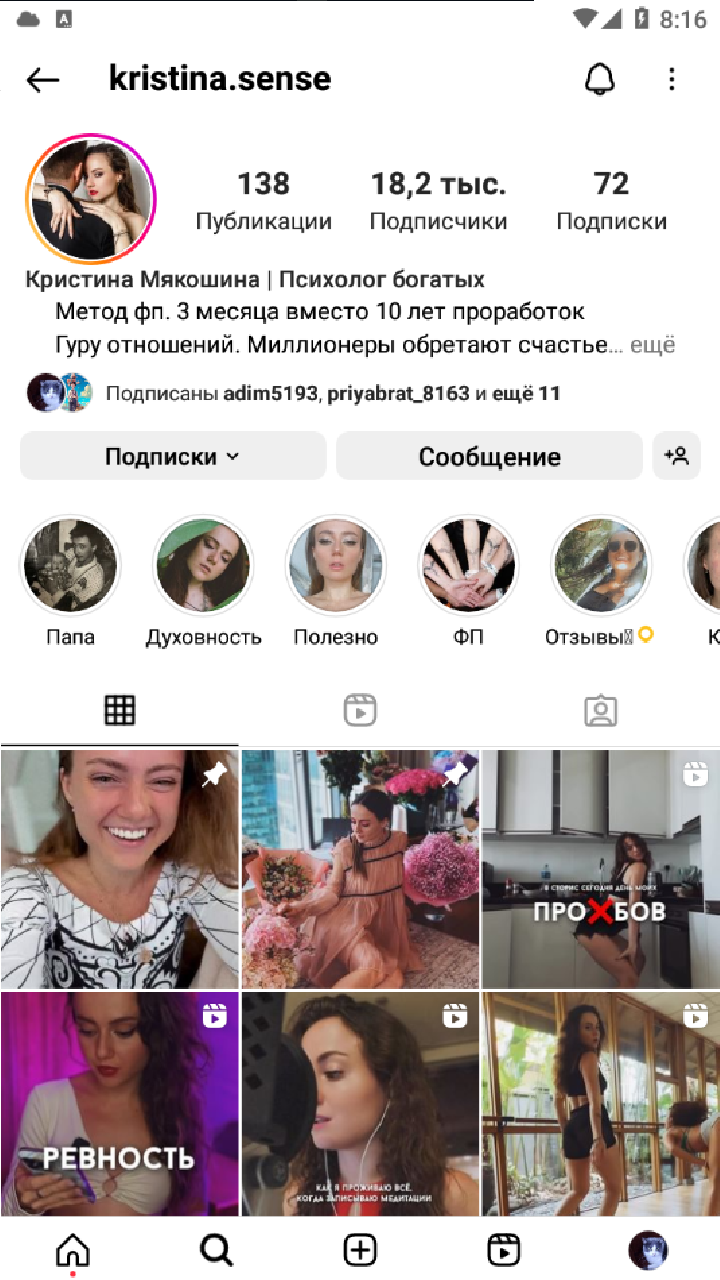 8:16
kristina.sense
138
18,2 тыс.
72
Публикации
Подписчики
Подписки
Кристина Мякошина | Психолог богатых
Метод фп. 3 месяца вместо 10 лет проработок
Гуру отношений. Миллионеры обретают счастье... ещё
Подписаны adim5193, priyabrat_8163 и ещё 11
Подписки
Сообщение
Папа
Духовность
Полезно
ФП
Отзывы
К
В СТОРИС СЕГОДНЯ ДЕНЬ МОИХ
ПРО❌БОВ
РЕВНОСТЬ
КАК Я ПРОЖИВАЮ ВСЁ,
КОГДА ЗАПИСЫВАЮ МЕДИТАЦИИ